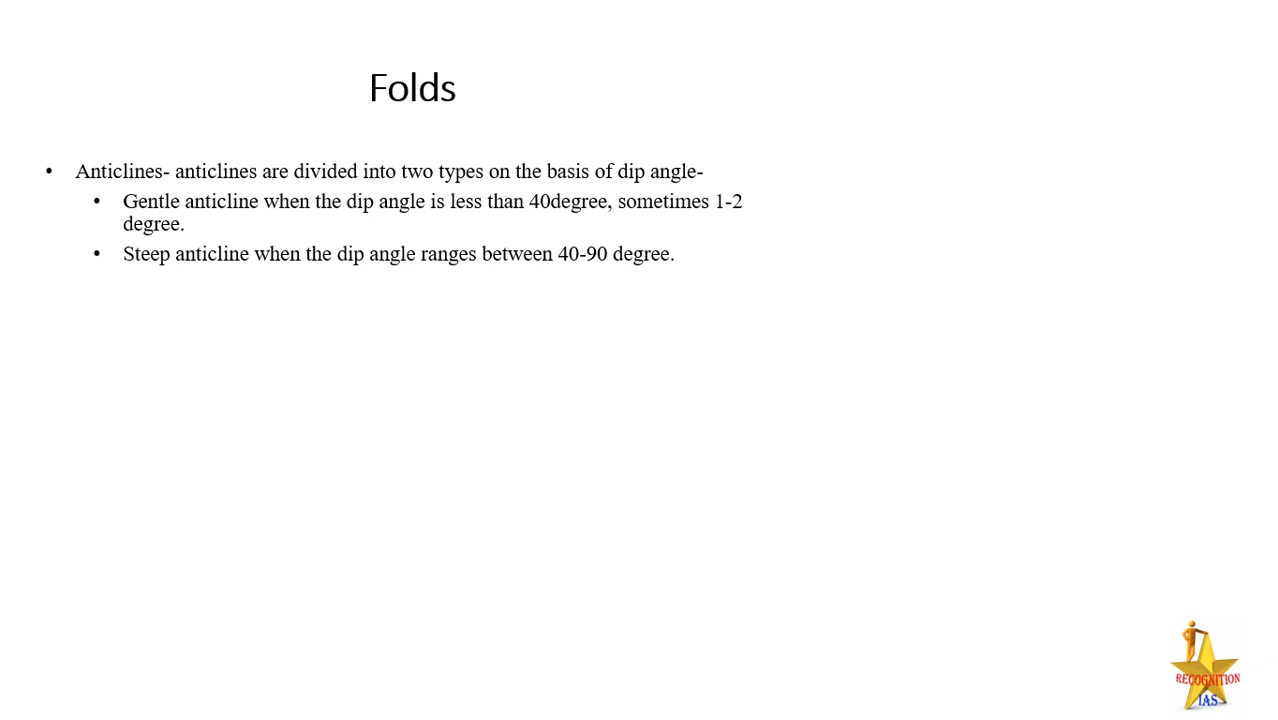 Folds
• Anticlines- anticlines are divided into two types on the basis of dip angle-
• Gentle anticline when the dip angle is less than 40degree, sometimes 1-2
degree.
• Steep anticline when the dip angle ranges between 40-90 degree.
RECOGNITION
IAS